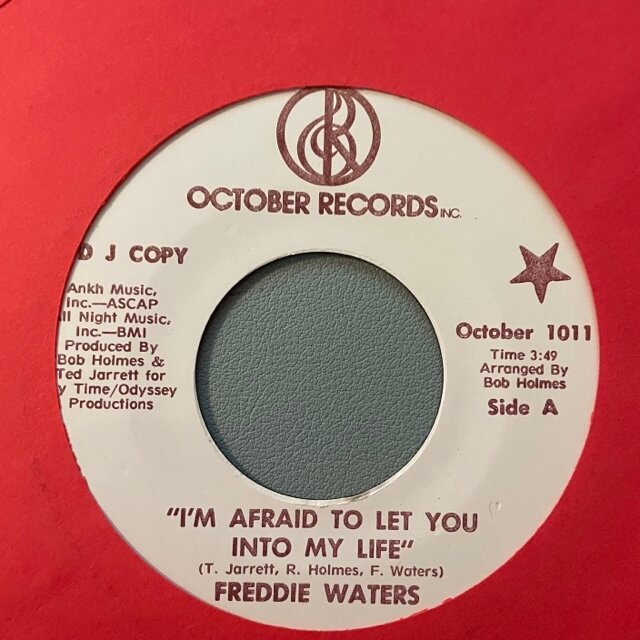 OCTOBER RECORDS INC.
D J COPY
Ankh Music,
Inc.—ASCAP
ll Night Music,
Inc.—BMI
Produced By
Bob Holmes &
Ted Jarrett for
y Time/Odyssey
Productions
October 1011
Time 3:49
Arranged By
Bob Holmes
Side A
"I'M AFRAID TO LET YOU
INTO MY LIFE"
(T. Jarrett, R. Holmes, F. Waters)
FREDDIE WATERS